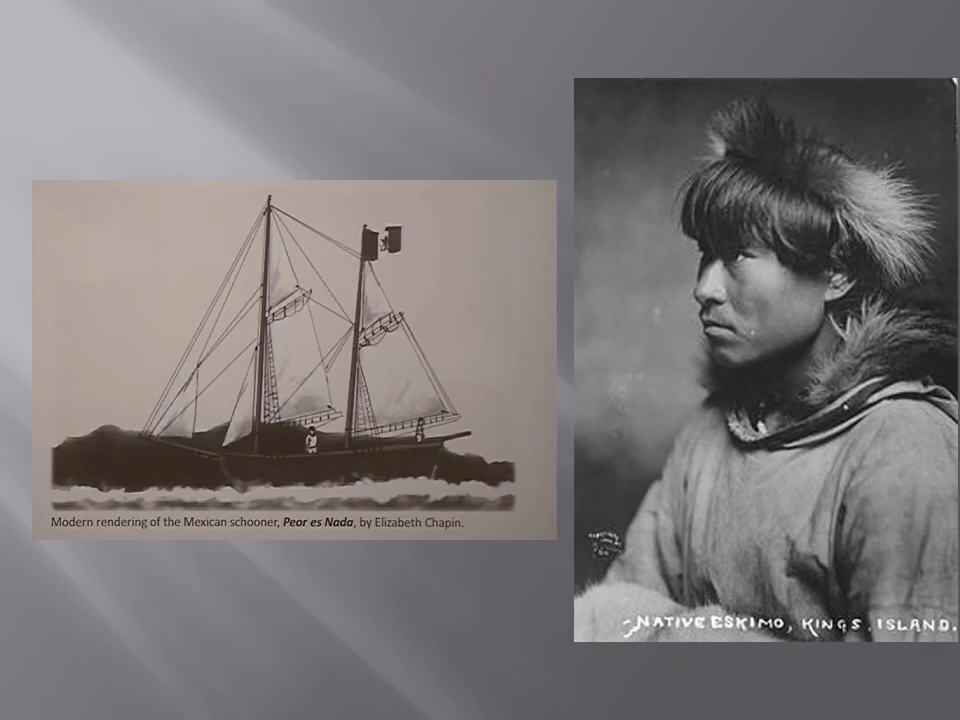 Modern rendering of the Mexican schooner, Peor es Nada, by Elizabeth Chapin.
NATIVE ESKIMO, KINGS ISLAND.